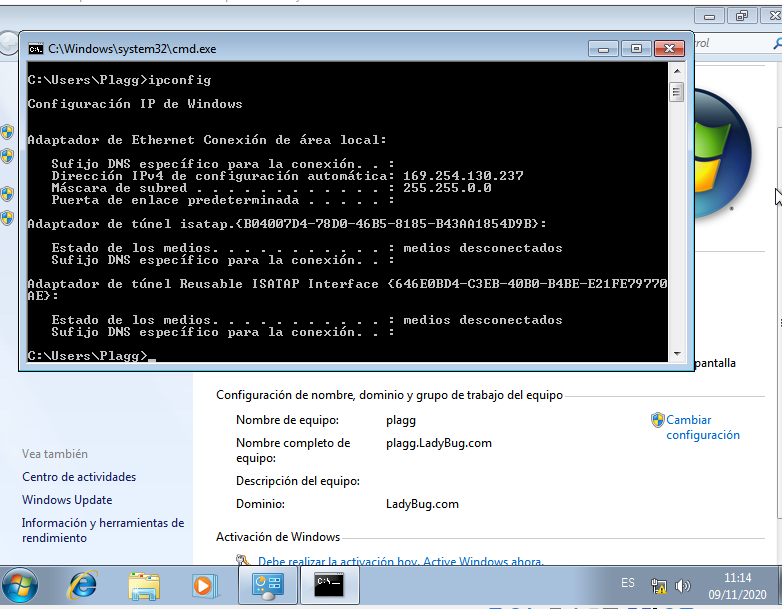 C:\Windows\system32\cmd.exe
rol
C:\Users\Plagg>ipconfig
Configuración IP de Windows
Adaptador de Ethernet Conexión de área local:
Sufijo DNS específico para la conexión. . :
Dirección IPv4 de configuración automática: 169.254.130.237
Máscara de subred . . . . . . . . . . . . : 255.255.0.0
Puerta de enlace predeterminada . . . . . :
Adaptador de túnel isatap.{B04007D4-78D0-46B5-8185-B43AA1854D9B}:
Estado de los medios. . . . . . . . . . . : medios desconectados
Sufijo DNS específico para la conexión. . :
Adaptador de túnel Reusable ISATAP Interface {646E0BD4-C3EB-40B0-B4BE-E21FE79770
AE}:
Estado de los medios. . . . . . . . . . . : medios desconectados
Sufijo DNS específico para la conexión. . :
C:\Users\Plagg>_
pantalla
Configuración de nombre, dominio y grupo de trabajo del equipo
Nombre de equipo: plagg
Cambiar
configuración
Nombre completo de plagg.LadyBug.com
equipo:
Descripción del equipo:
Dominio: LadyBug.com
Activación de Windows
Debe realizar la activación hoy. Active Windows ahora.
Vea también
Centro de actividades
Windows Update
Información y herramientas de
rendimiento
C:\_
ES
11:14
09/11/2020